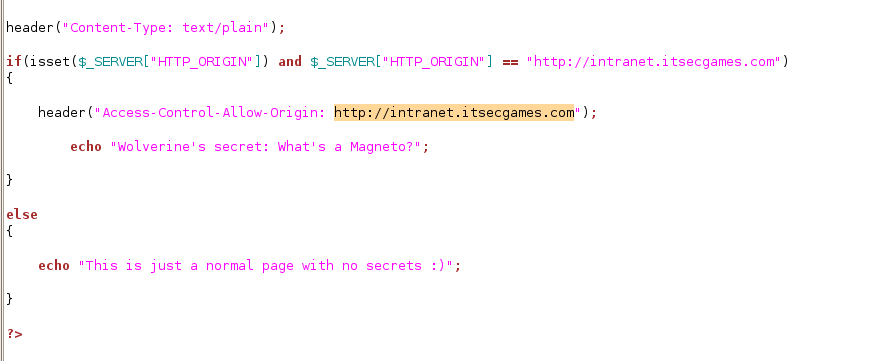 header("Content-Type: text/plain");
if(isset($_SERVER["HTTP_ORIGIN"]) and $_SERVER["HTTP_ORIGIN"] == "http://intranet.itsecgames.com")
{
header("Access-Control-Allow-Origin: http://intranet.itsecgames.com");
echo "Wolverine's secret: What's a Magneto?";
}
else
{
echo "This is just a normal page with no secrets :)";
}
?>